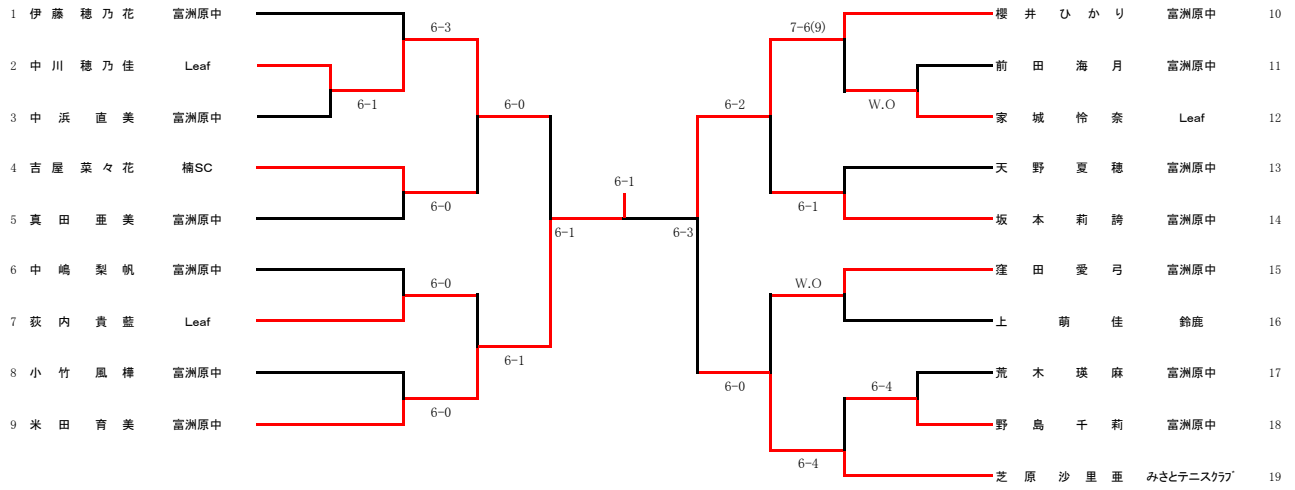 1 伊藤穂乃花 富洲原中
6-3
2 中川穂乃佳 Leaf
6-1
3 中浜直美 富洲原中
6-0
4 吉屋菜々花 楠SC
6-0
5 真田亜美 富洲原中
6-1
6 中嶋梨帆 富洲原中
6-0
7 荻内貴藍 Leaf
6-1
8 小竹風樺 富洲原中
6-0
9 米田育美 富洲原中
6-1
櫻井ひかり 富洲原中 10
7-6(9)
前田海月 富洲原中 11
W.O
家城怜奈 Leaf 12
6-2
天野夏穂 富洲原中 13
6-1
坂本莉誇 富洲原中 14
6-3
窪田愛弓 富洲原中 15
W.O
上萌佳 鈴鹿 16
6-0
荒木瑛麻 富洲原中 17
6-4
野島千莉 富洲原中 18
6-4
芝原沙里亜 みさとテニスクラブ 19